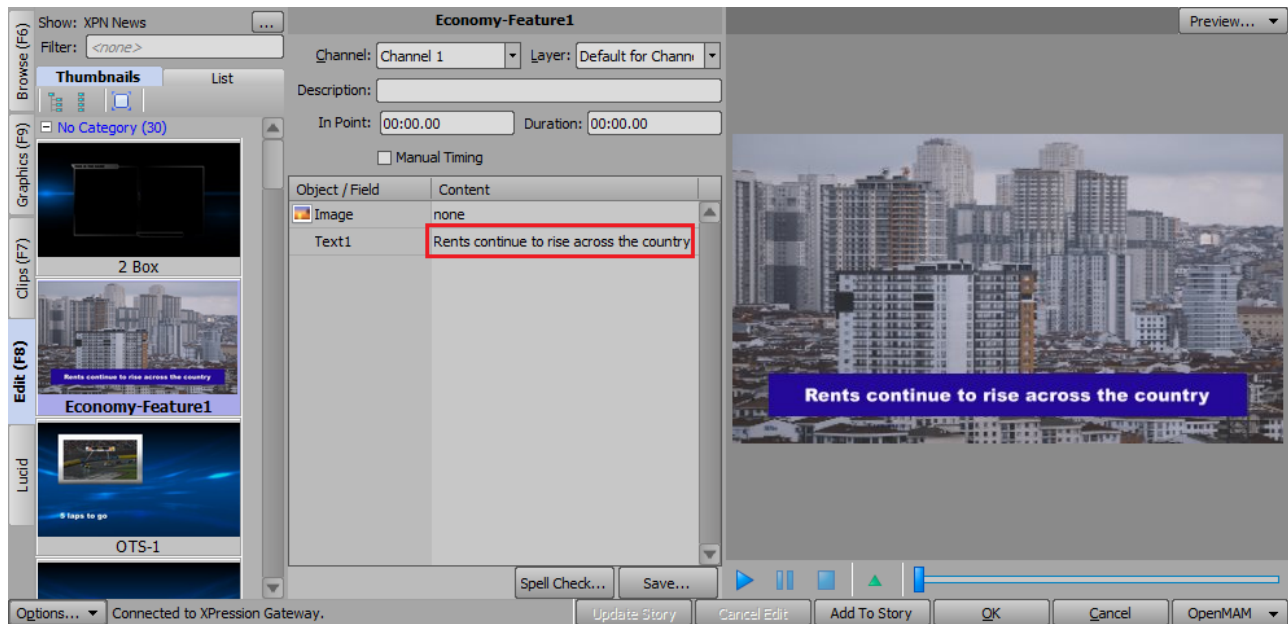 Show: XPN News
...
Filter: <none>
Thumbnails
List
No Category (30)
2 Box
Rents continue to rise across the country
Economy-Feature1
5 laps to go
OTS-1
Browse (F6)
Graphics (F9)
Clips (F7)
Edit (F8)
Lucid
Economy-Feature1
Channel: Channel 1
Layer: Default for Chann
Description:
In Point: 00:00.00
Duration: 00:00.00
Manual Timing
Object / Field
Content
Image
none
Text1
Rents continue to rise across the country
Spell Check...
Save...
Preview...
Rents continue to rise across the country
Options...
Connected to XPression Gateway.
Update Story
Cancel Edit
Add To Story
OK
Cancel
OpenMAM